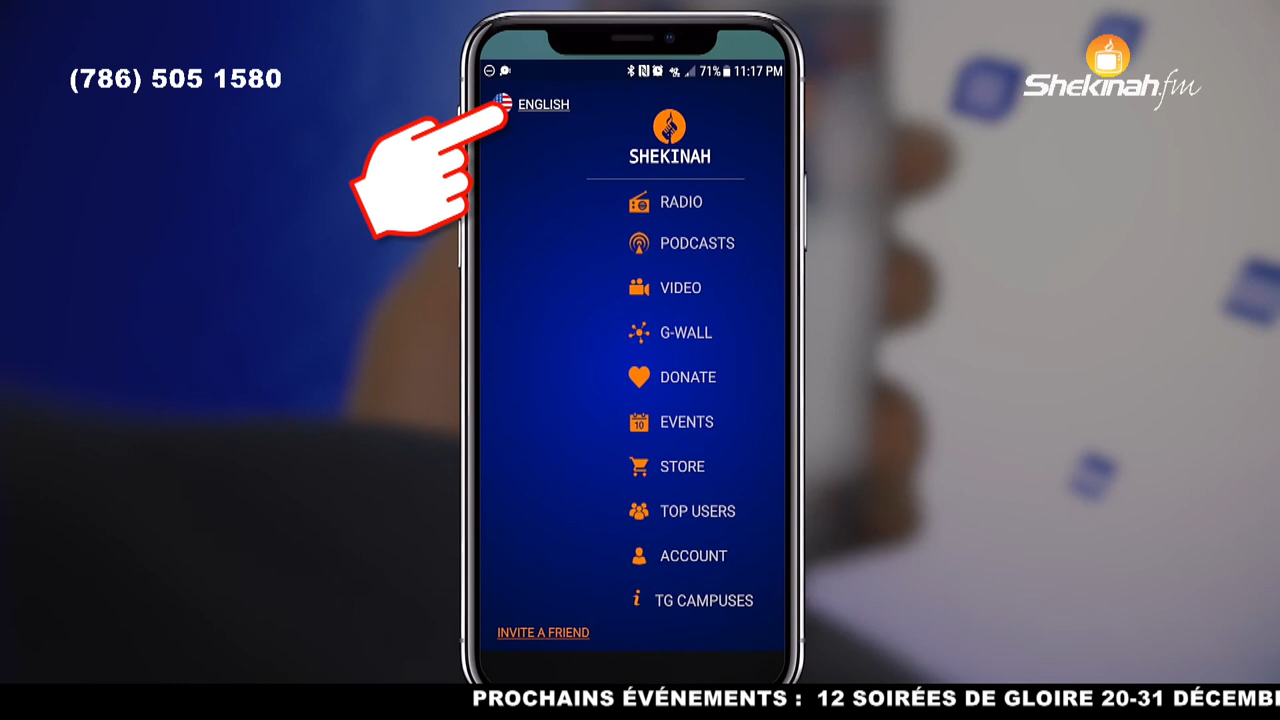 (786) 505 1580
Shekinah.fm
71% 11:17 PM
ENGLISH
SHEKINAH
RADIO
PODCASTS
VIDEO
G-WALL
DONATE
10
EVENTS
STORE
TOP USERS
ACCOUNT
TG CAMPUSES
INVITE A FRIEND
PROCHAINS ÉVÉNEMENTS : 12 SOIRÉES DE GLOIRE 20-31 DÉCEMB